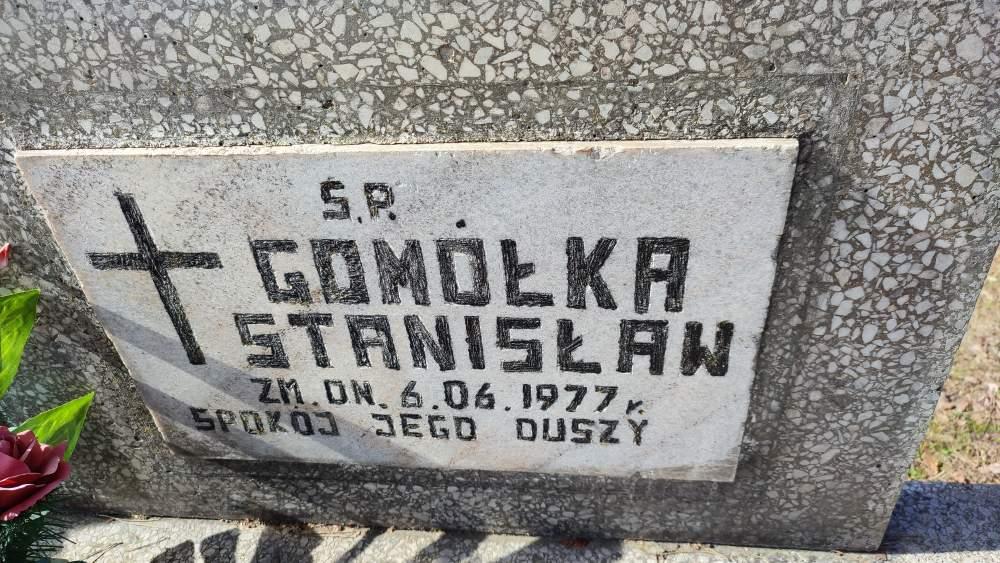 Ś.P.
GOMÓŁKA
STANISŁAW
ZM. DN. 6.06.1977 r.
SPOKÓJ JEGO DUSZY